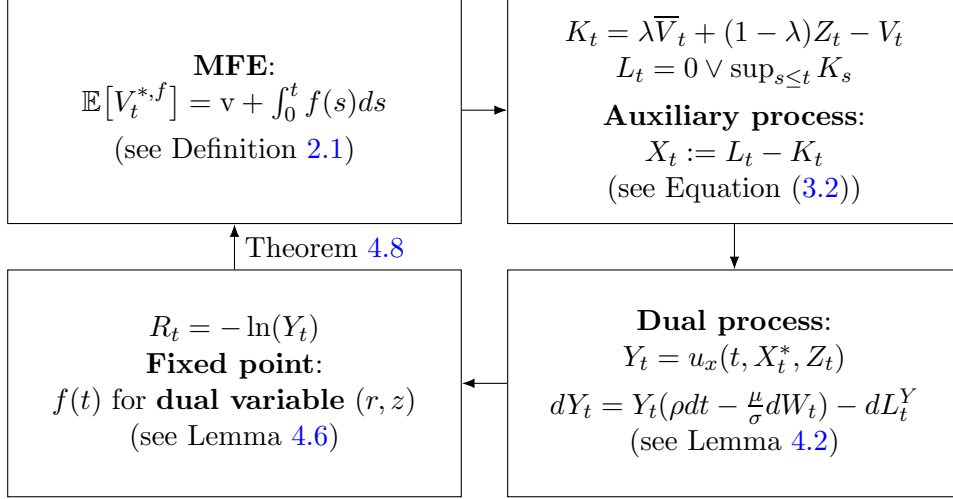 MFE:
𝔼[V_t^{*,f}] = v + ∫_0^t f(s)ds
(see Definition 2.1)
K_t = λV̅_t + (1 − λ)Z_t − V_t
L_t = 0 ∨ sup_{s≤t} K_s
Auxiliary process:
X_t := L_t − K_t
(see Equation (3.2))
Theorem 4.8
R_t = − ln(Y_t)
Fixed point:
f(t) for dual variable (r, z)
(see Lemma 4.6)
Dual process:
Y_t = u_x(t, X_t^*, Z_t)
dY_t = Y_t(ρdt − \frac{μ}{σ}dW_t) − dL_t^Y
(see Lemma 4.2)